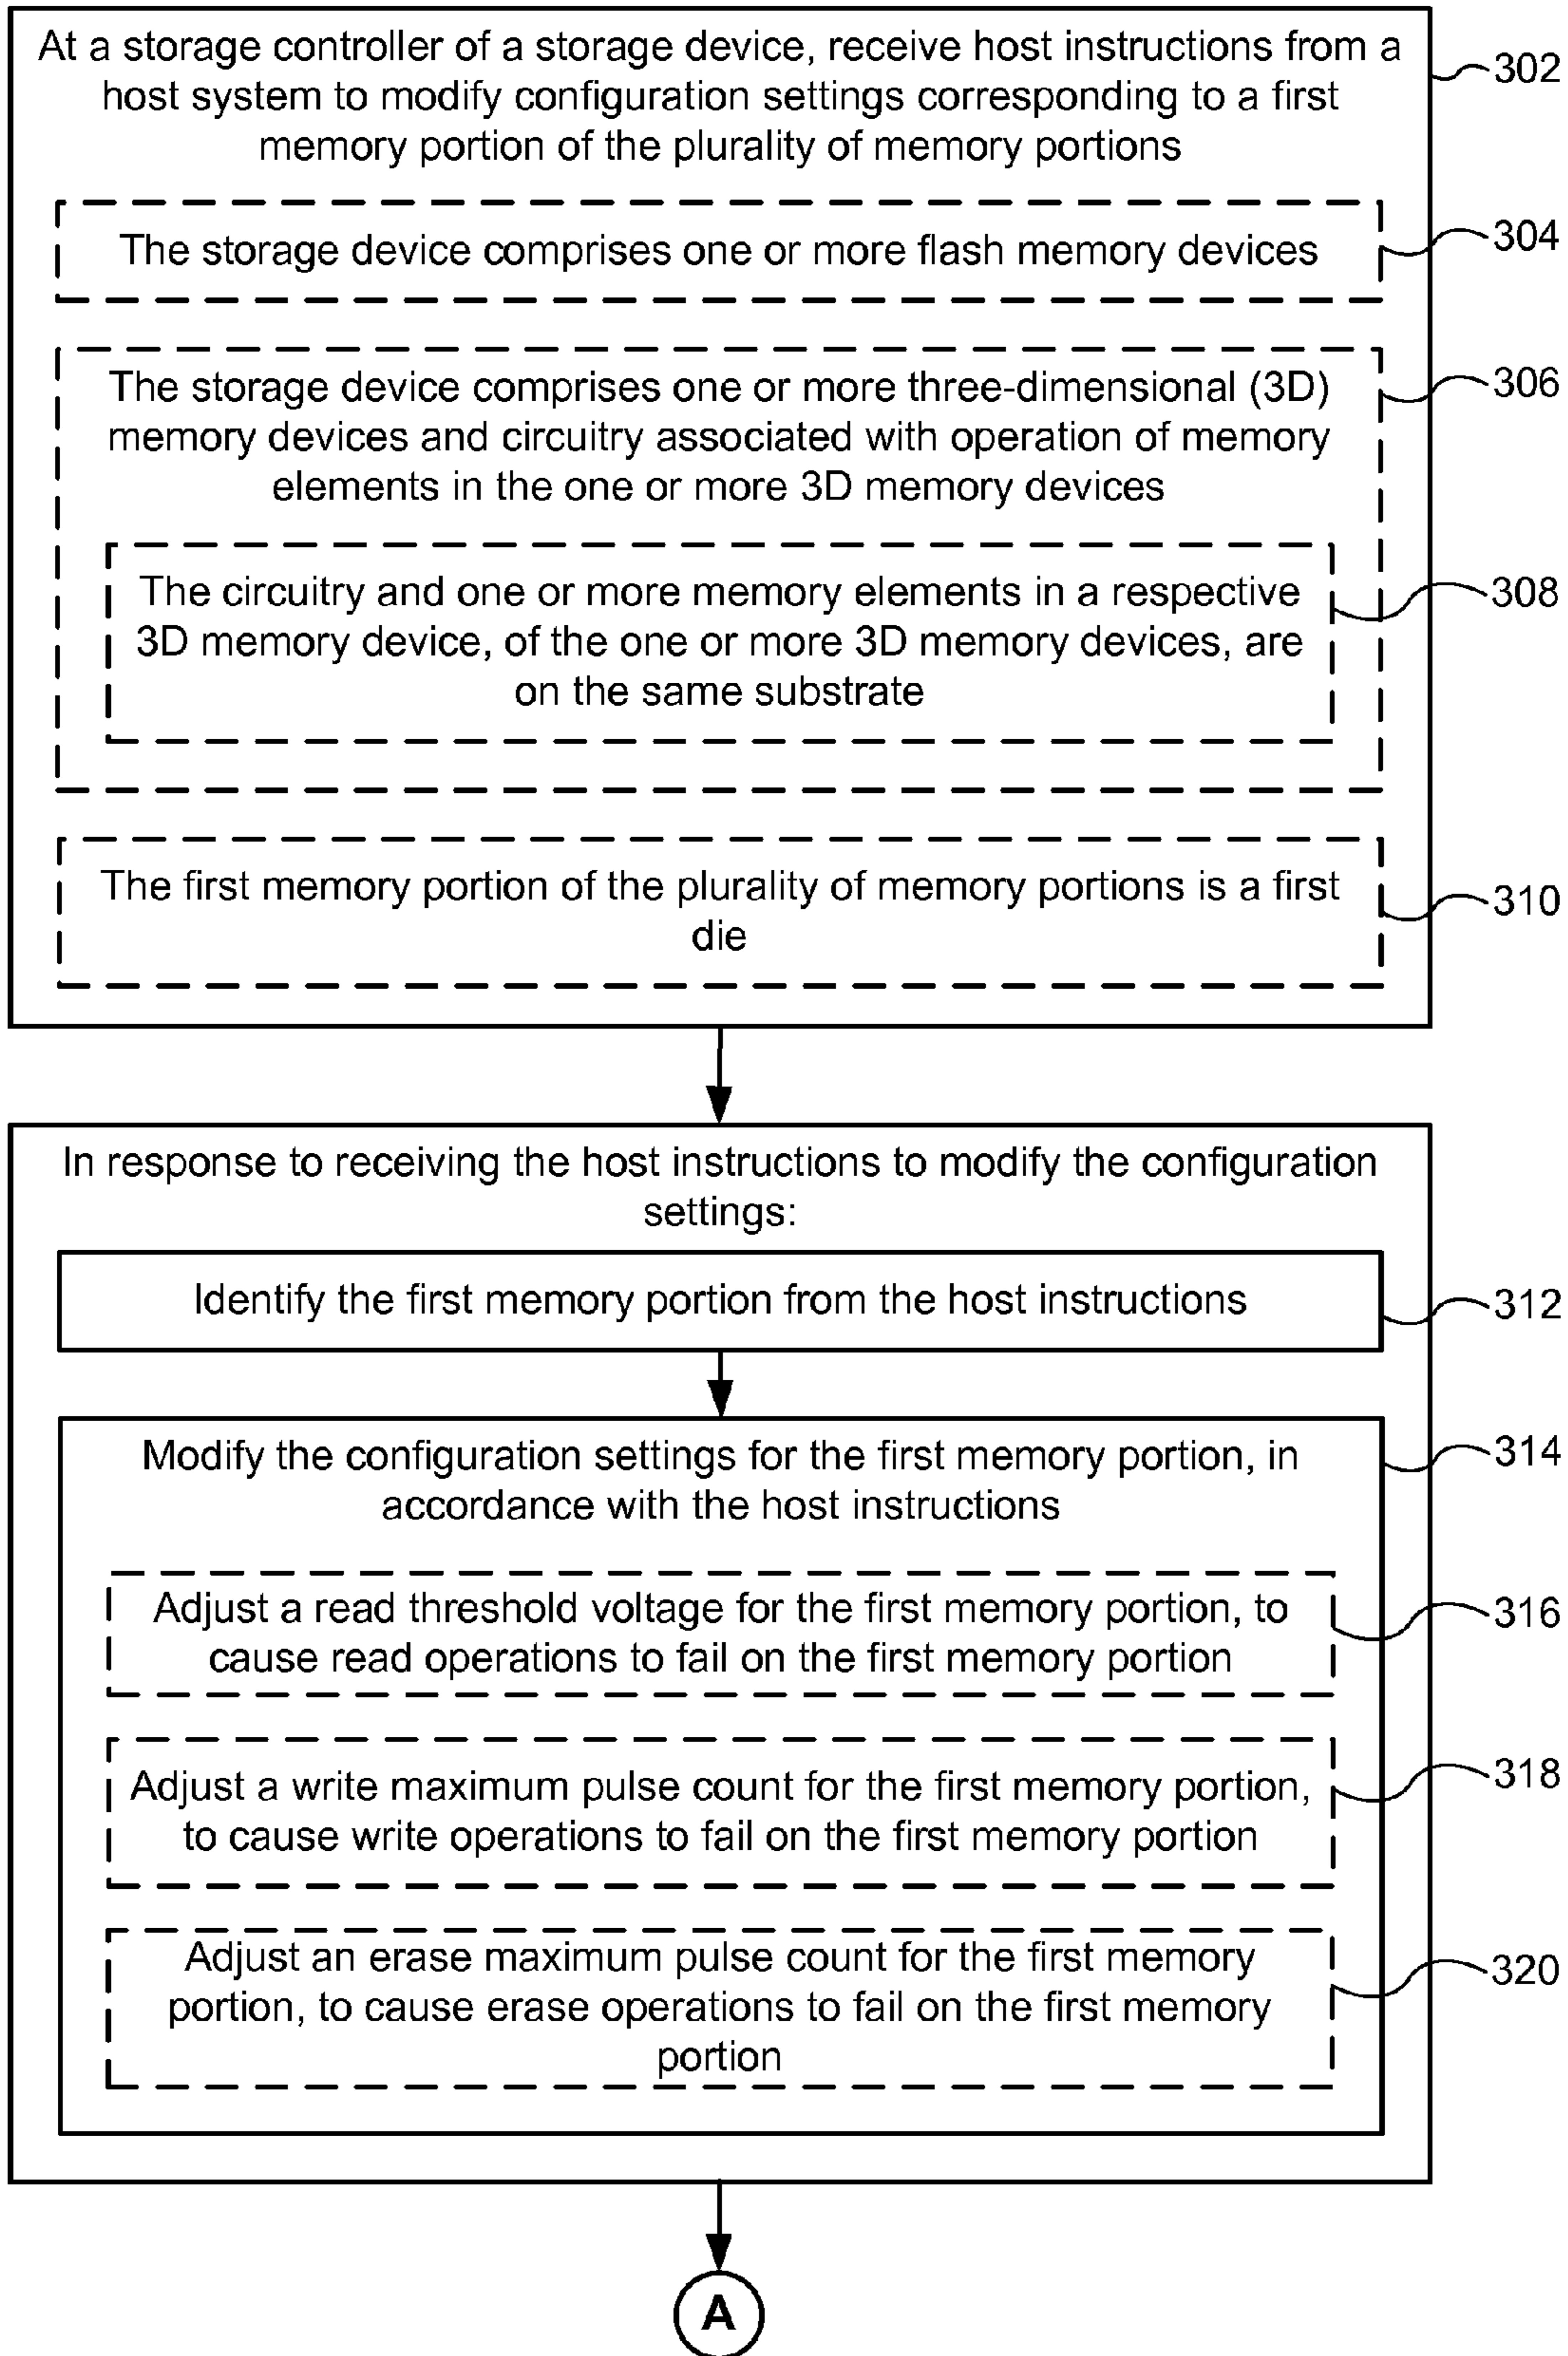 At a storage controller of a storage device, receive host instructions from a
302
host system to modify configuration settings corresponding to a first
memory portion of the plurality of memory portions
The storage device comprises one or more flash memory devices
304
The storage device comprises one or more three-dimensional (3D)
306
memory devices and circuitry associated with operation of memory
elements in the one or more 3D memory devices
The circuitry and one or more memory elements in a respective
308
3D memory device, of the one or more 3D memory devices, are
on the same substrate
The first memory portion of the plurality of memory portions is a first
310
die
In response to receiving the host instructions to modify the configuration
settings:
Identify the first memory portion from the host instructions
312
Modify the configuration settings for the first memory portion, in
314
accordance with the host instructions
Adjust a read threshold voltage for the first memory portion, to
316
cause read operations to fail on the first memory portion
Adjust a write maximum pulse count for the first memory portion,
318
to cause write operations to fail on the first memory portion
Adjust an erase maximum pulse count for the first memory
320
portion, to cause erase operations to fail on the first memory
portion
A